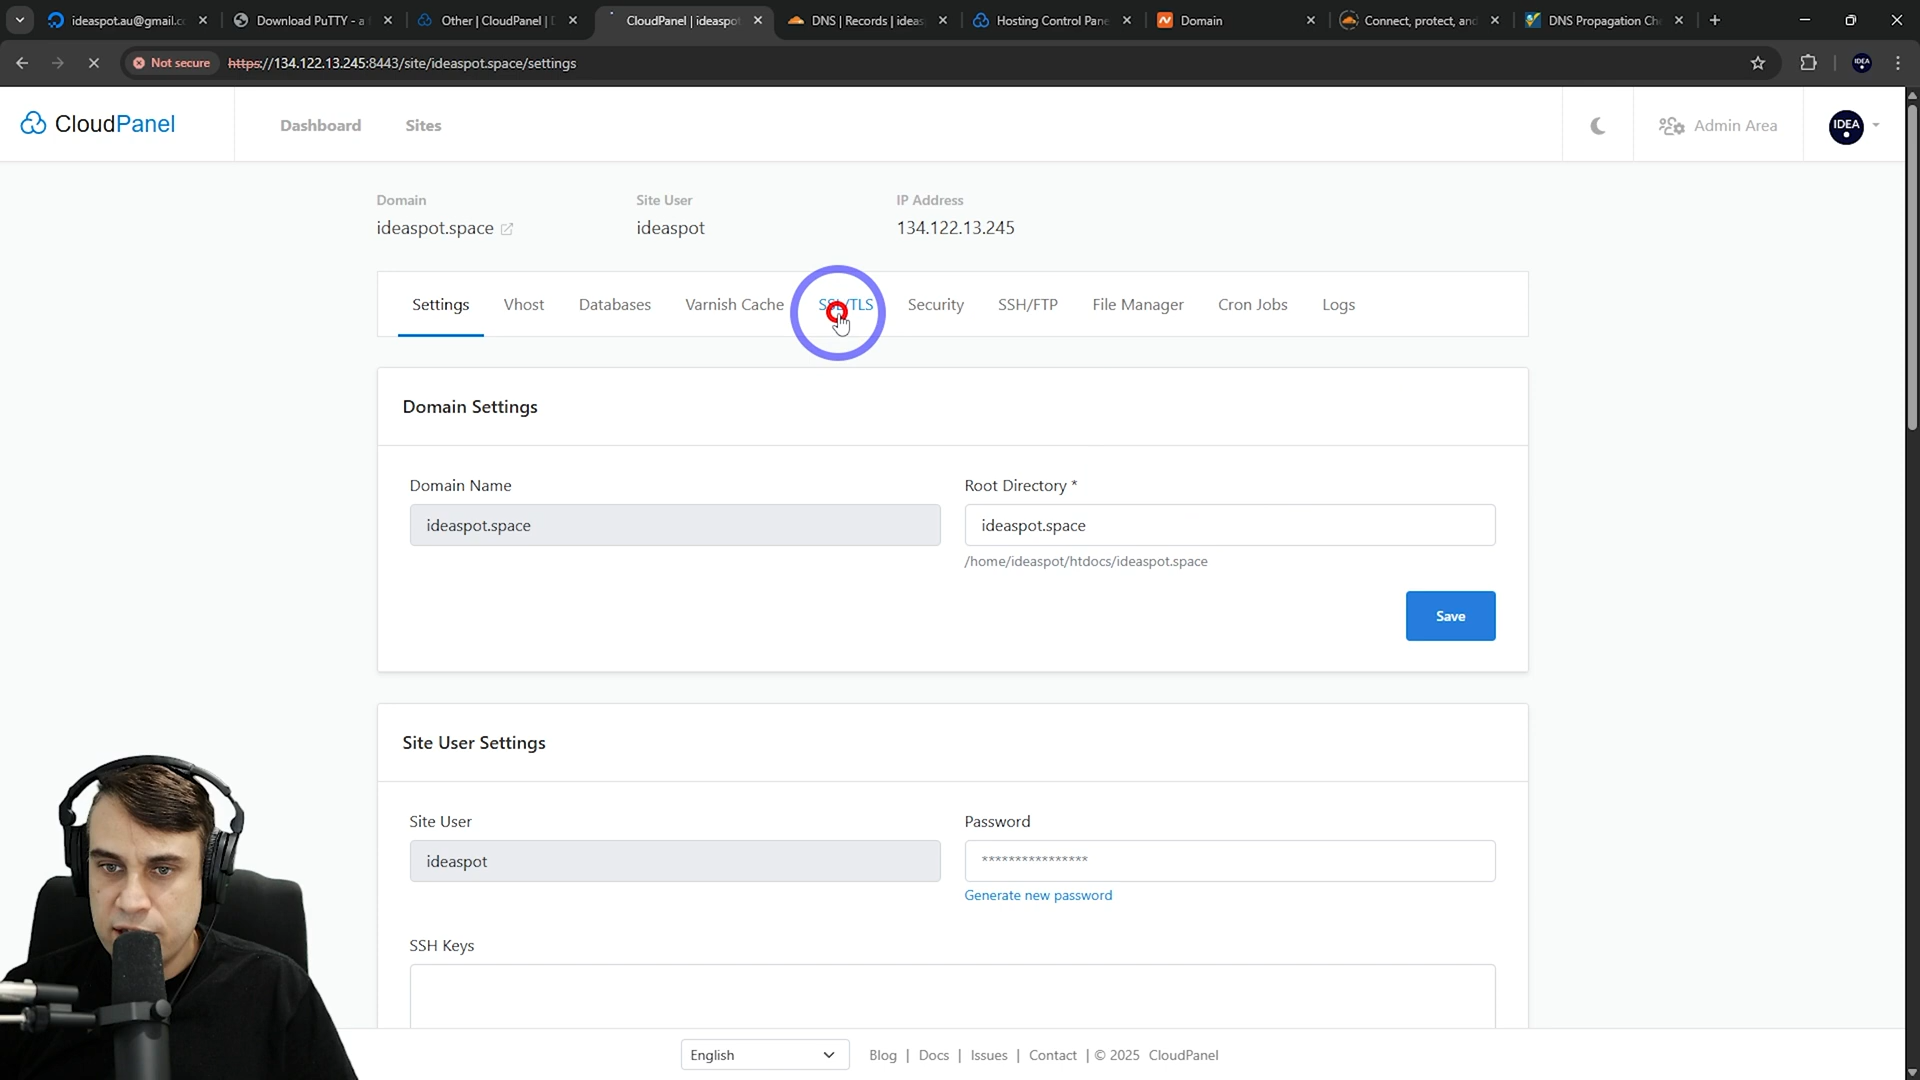 ideaspot.au@gmail.c
Download PuTTY - a
Other | CloudPanel |
CloudPanel | ideaspot
DNS | Records | ideas
Hosting Control Pane
Domain
Connect, protect, and
DNS Propagation Ch
Not secure
https://134.122.13.245:8443/site/ideaspot.space/settings
IDEA
CloudPanel
Dashboard
Sites
Admin Area
IDEA
Domain
Site User
IP Address
ideaspot.space
ideaspot
134.122.13.245
Settings
Vhost
Databases
Varnish Cache
SSL/TLS
Security
SSH/FTP
File Manager
Cron Jobs
Logs
Domain Settings
Domain Name
Root Directory *
ideaspot.space
ideaspot.space
/home/ideaspot/htdocs/ideaspot.space
Save
Site User Settings
Site User
Password
ideaspot
****************
Generate new password
SSH Keys
English
Blog | Docs | Issues | Contact | © 2025 CloudPanel